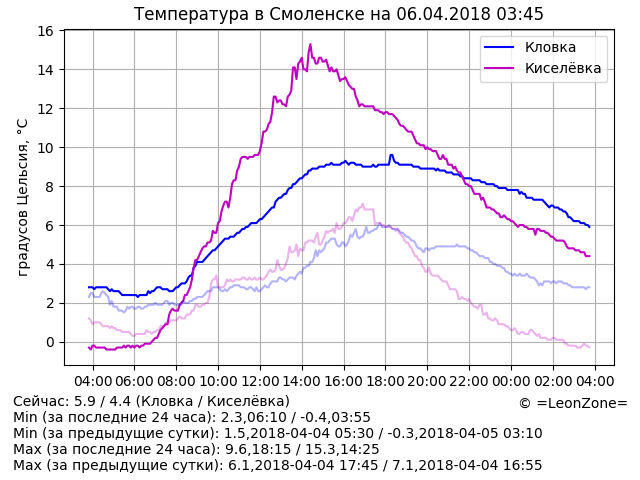 Температура в Смоленске на 06.04.2018 03:45
градусов Цельсия, °C
16
14
12
10
8
6
4
2
0
Кловка
Киселёвка
04:00 06:00 08:00 10:00 12:00 14:00 16:00 18:00 20:00 22:00 00:00 02:00 04:00
Сейчас: 5.9 / 4.4 (Кловка / Киселёвка)
© =LeonZone=
Min (за последние 24 часа): 2.3,06:10 / -0.4,03:55
Min (за предыдущие сутки): 1.5,2018-04-04 05:30 / -0.3,2018-04-05 03:10
Max (за последние 24 часа): 9.6,18:15 / 15.3,14:25
Max (за предыдущие сутки): 6.1,2018-04-04 17:45 / 7.1,2018-04-04 16:55